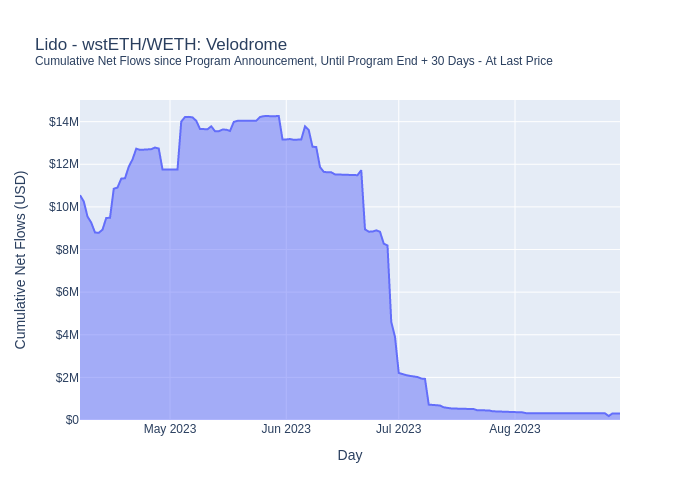 Lido - wstETH/WETH: Velodrome
Cumulative Net Flows since Program Announcement, Until Program End + 30 Days - At Last Price
Cumulative Net Flows (USD)
$14M
$12M
$10M
$8M
$6M
$4M
$2M
$0
May 2023
Jun 2023
Jul 2023
Aug 2023
Day